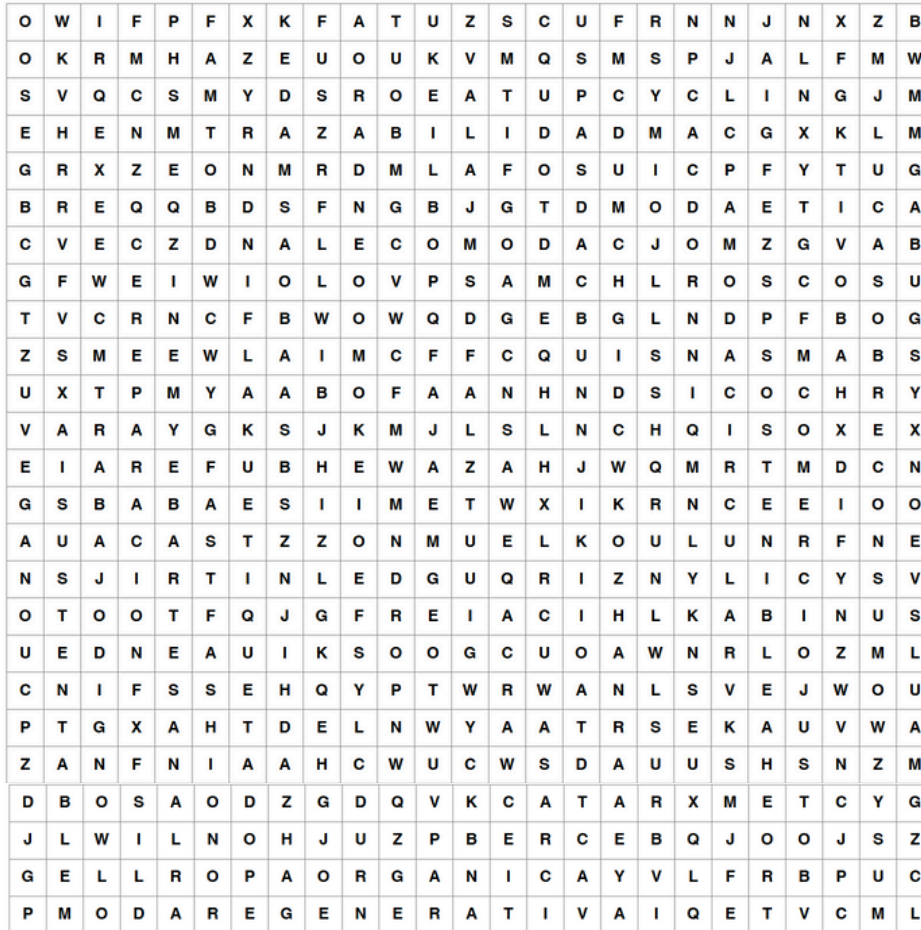 O W I F P F X K F A T U Z S C U F R N N J N X Z B
O K R M H A Z E U O U K V M Q S M S P J A L F M W
S V Q C S M Y D S R O E A T U P C Y C L I N G J M
E H E N M T R A Z A B I L I D A D M A C G X K L M
G R X Z E O N M R D M L A F O S U I C P F Y T U G
B R E Q Q B D S F N G B J G T D M O D A E T I C A
C V E C Z D N A L E C O M O D A C J O M Z G V A B
G F W E I W I O L O V P S A M C H L R O S C O S U
T V C R N C F B W O W Q D G E B G L N D P F B O G
Z S M E E W L A I M C F F C Q U I S N A S M A B S
U X T P M Y A A B O F A A N H N D S I C O C H R Y
V A R A Y G K S J K M J L S L N C H Q I S O X E X
E I A R E F U B H E W A Z A H J W Q M R T M D C N
G S B A B A E S I I M E T W X I K R N C E E I O O
A U A C A S T Z Z O N M U E L K O U L U N R F N E
N S J I R T I N L E D G U Q R I Z N Y L I C Y S V
O T O O T F Q J G F R E I A C I H L K A B I N U S
U E D N E A U I K S O O G C U O A W N R L O Z M L
C N I F S S E H Q Y P T W R W A N L S V E J W O U
P T G X A H T D E L N W Y A A T R S E K A U V W A
Z A N F N I A A H C W U C W S D A U U S H S N Z M
D B O S A O D Z G D Q V K C A T A R X M E T C Y G
J L W I L N O H J U Z P B E R C E B Q J O O J S Z
G E L L R O P A O R G A N I C A Y V L F R B P U C
P M O D A R E G E N E R A T I V A I Q E T V C M L